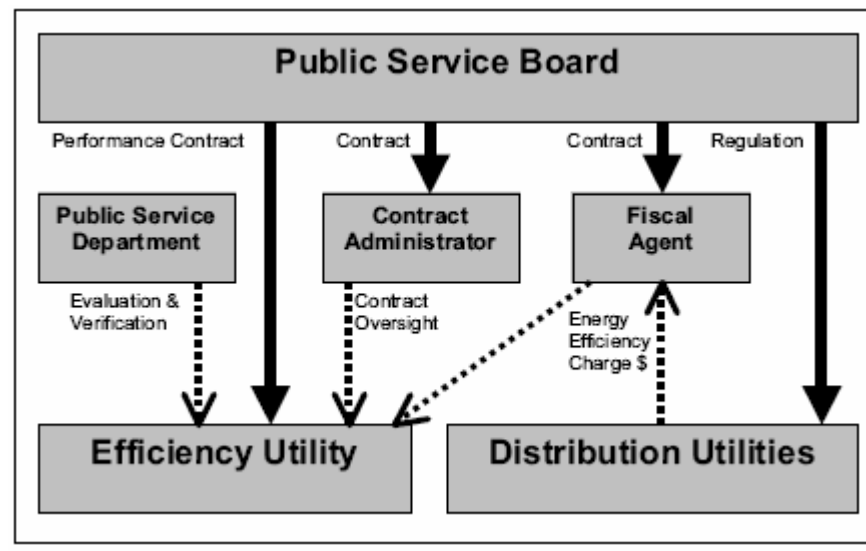 Public Service Board
Performance Contract
Contract
Contract
Regulation
Public Service
Department
Contract
Administrator
Fiscal
Agent
Evaluation &
Verification
Contract
Oversight
Energy
Efficiency
Charge $
Efficiency Utility
Distribution Utilities